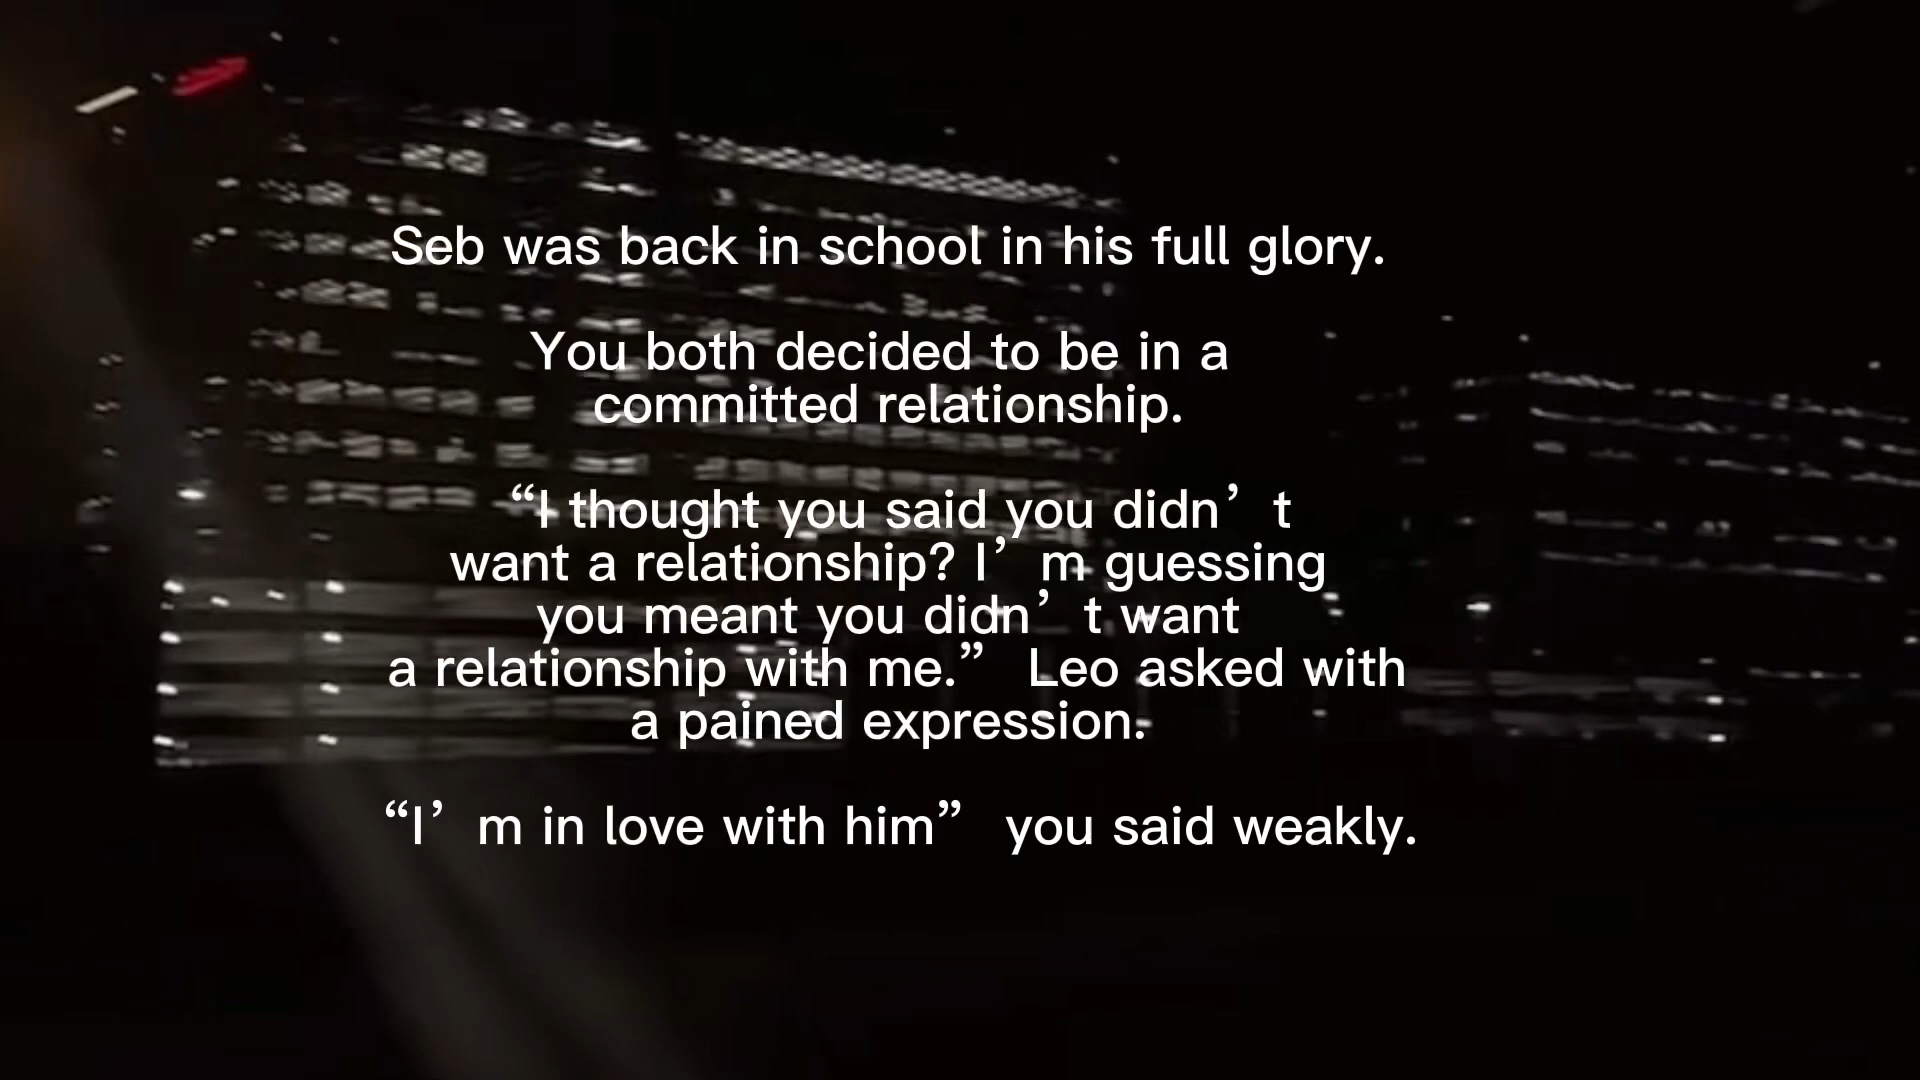 Seb was back in school in his full glory.
You both decided to be in a
committed relationship.
“I thought you said you didn’t
want a relationship? I’m guessing
you meant you didn’t want
a relationship with me.” Leo asked with
a pained expression.
“I’m in love with him” you said weakly.